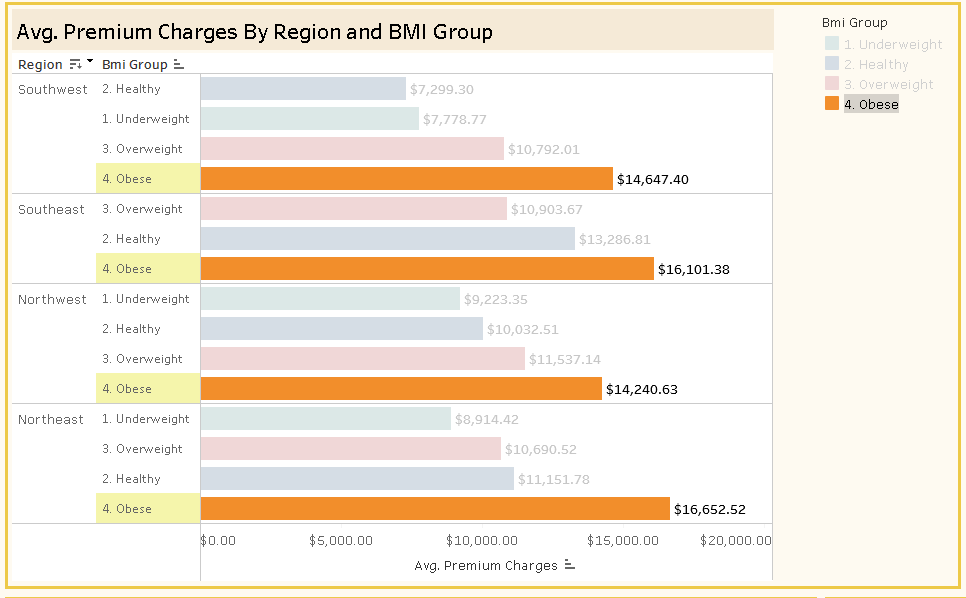 Avg. Premium Charges By Region and BMI Group
Region Bmi Group
Southwest 2. Healthy $7,299.30
1. Underweight $7,778.77
3. Overweight $10,792.01
4. Obese $14,647.40
Southeast 3. Overweight $10,903.67
2. Healthy $13,286.81
4. Obese $16,101.38
Northwest 1. Underweight $9,223.35
2. Healthy $10,032.51
3. Overweight $11,537.14
4. Obese $14,240.63
Northeast 1. Underweight $8,914.42
3. Overweight $10,690.52
2. Healthy $11,151.78
4. Obese $16,652.52
$0.00 $5,000.00 $10,000.00 $15,000.00 $20,000.00
Avg. Premium Charges
Bmi Group
1. Underweight
2. Healthy
3. Overweight
4. Obese